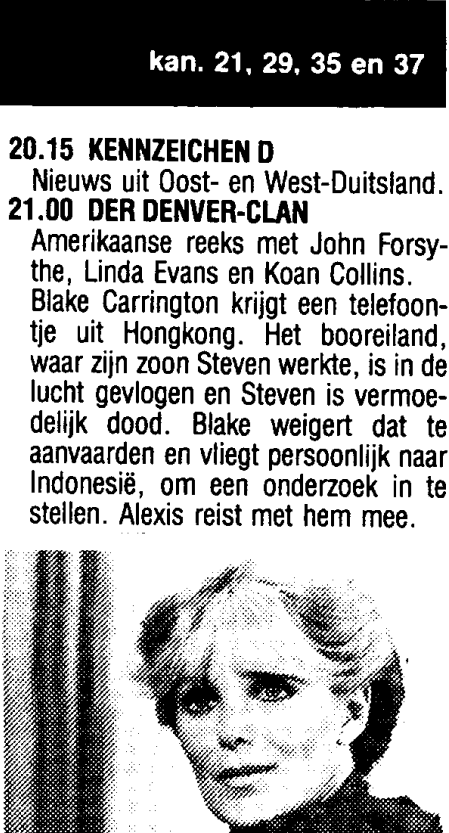 kan. 21, 29, 35 en 37
20.15 KENNZEICHEN D
Nieuws uit Oost- en West-Duitsland.
21.00 DER DENVER-CLAN
Amerikaanse reeks met John Forsy-
the, Linda Evans en Koan Collins.
Blake Carrington krijgt een telefoon-
tje uit Hongkong. Het booreiland,
waar zijn zoon Steven werkte, is in de
lucht gevlogen en Steven is vermoe-
delijk dood. Blake weigert dat te
aanvaarden en vliegt persoonlijk naar
Indonesië, om een onderzoek in te
stellen. Alexis reist met hem mee.